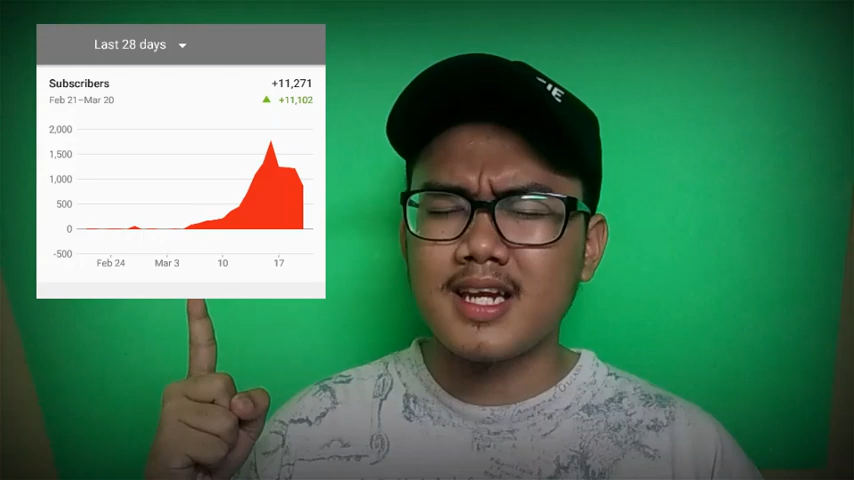 Last 28 days
Subscribers +11,271
Feb 21–Mar 20 +11,102
2,000
1,500
1,000
500
0
-500
Feb 24 Mar 3 10 17